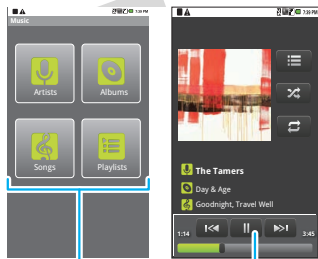 7:39 PM
Music
Artists
Albums
Songs
Playlists
7:39 PM
The Tamers
Day & Age
Goodnight, Travel Well
1:14
3:45